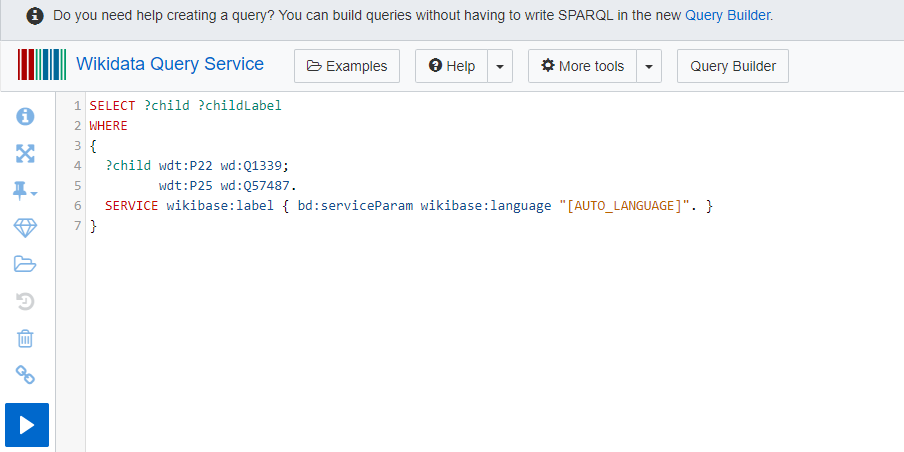 Do you need help creating a query? You can build queries without having to write SPARQL in the new Query Builder.
Wikidata Query Service Examples Help More tools Query Builder
1 SELECT ?child ?childLabel
2 WHERE
3 {
4   ?child wdt:P22 wd:Q1339;
5          wdt:P25 wd:Q57487.
6   SERVICE wikibase:label { bd:serviceParam wikibase:language "[AUTO_LANGUAGE]". }
7 }